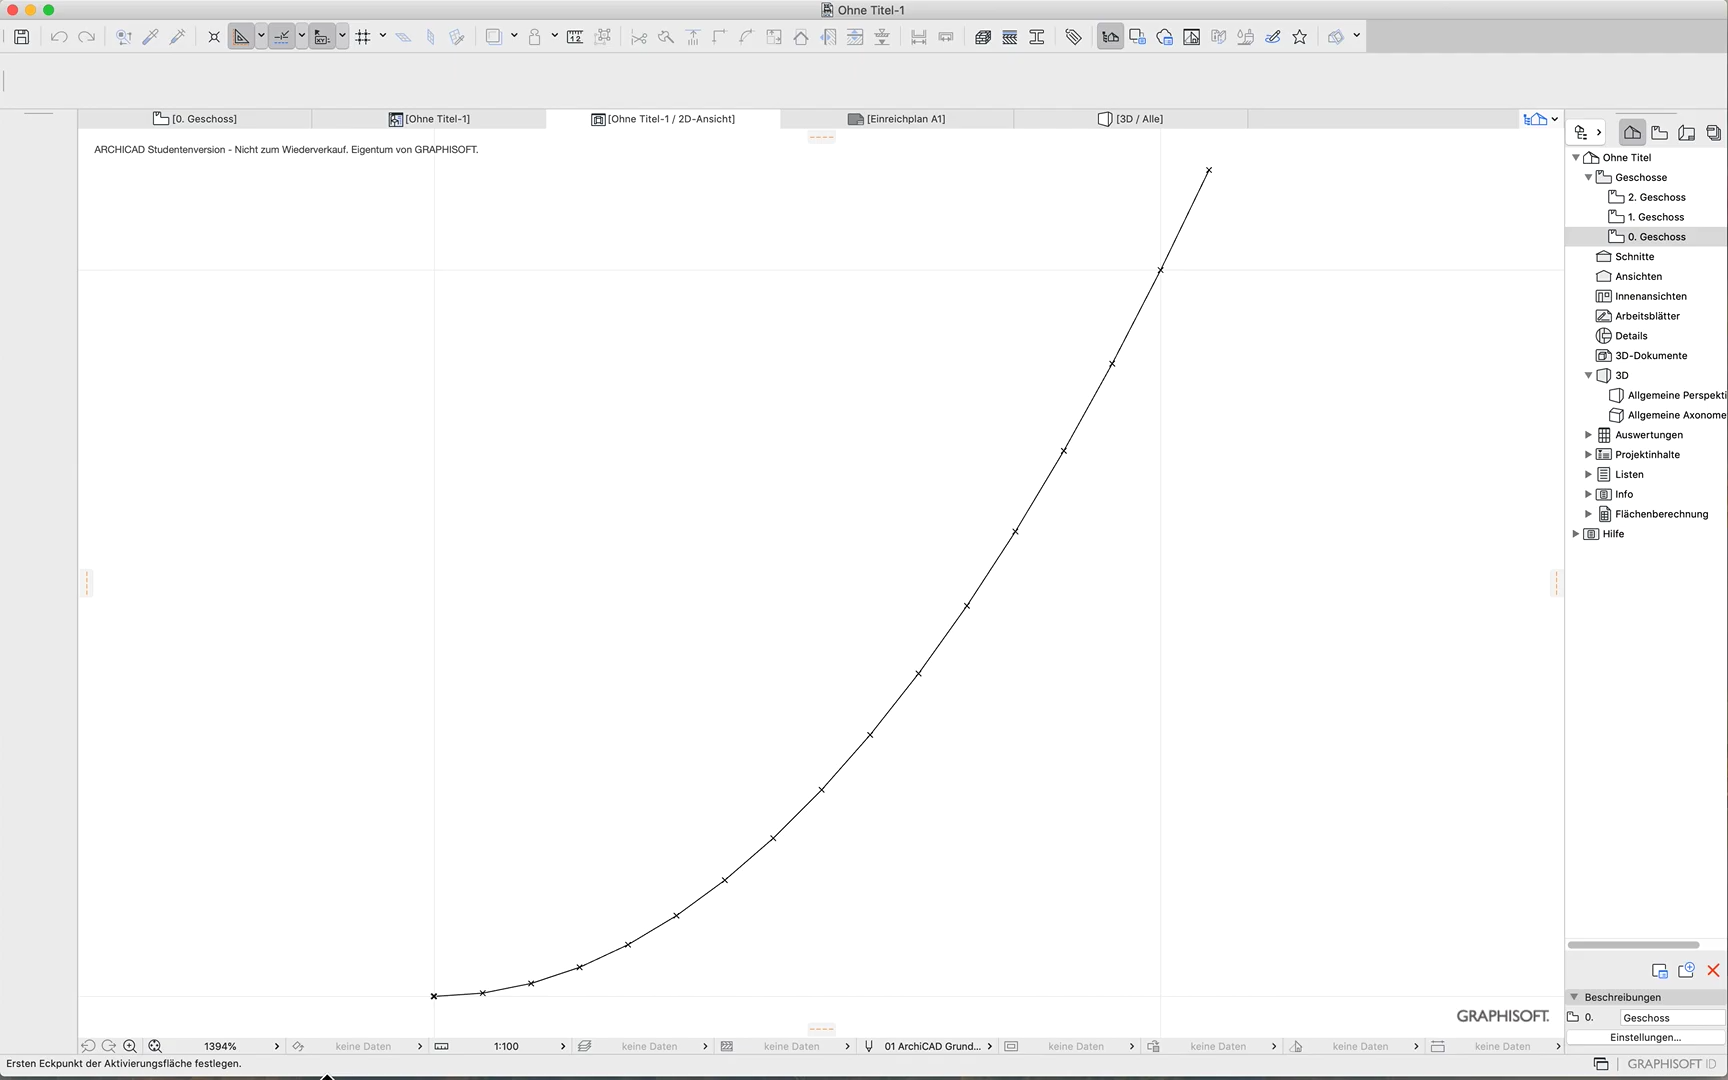 Ohne Titel-1
[0. Geschoss]
[Ohne Titel-1]
[Ohne Titel-1 / 2D-Ansicht]
[Einreichplan A1]
[3D / Alle]
ARCHICAD Studentenversion - Nicht zum Wiederverkauf. Eigentum von GRAPHISOFT.
Ohne Titel
Geschosse
2. Geschoss
1. Geschoss
0. Geschoss
Schnitte
Ansichten
Innenansichten
Arbeitsblätter
Details
3D-Dokumente
3D
Allgemeine Perspekti
Allgemeine Axonome
Auswertungen
Projektinhalte
Listen
Info
Flächenberechnung
Hilfe
Beschreibungen
0. Geschoss
Einstellungen...
GRAPHISOFT.
1394% keine Daten 1:100 keine Daten keine Daten 01 ArchiCAD Grund... keine Daten keine Daten keine Daten keine Daten
Ersten Eckpunkt der Aktivierungsfläche festlegen.
GRAPHISOFT ID